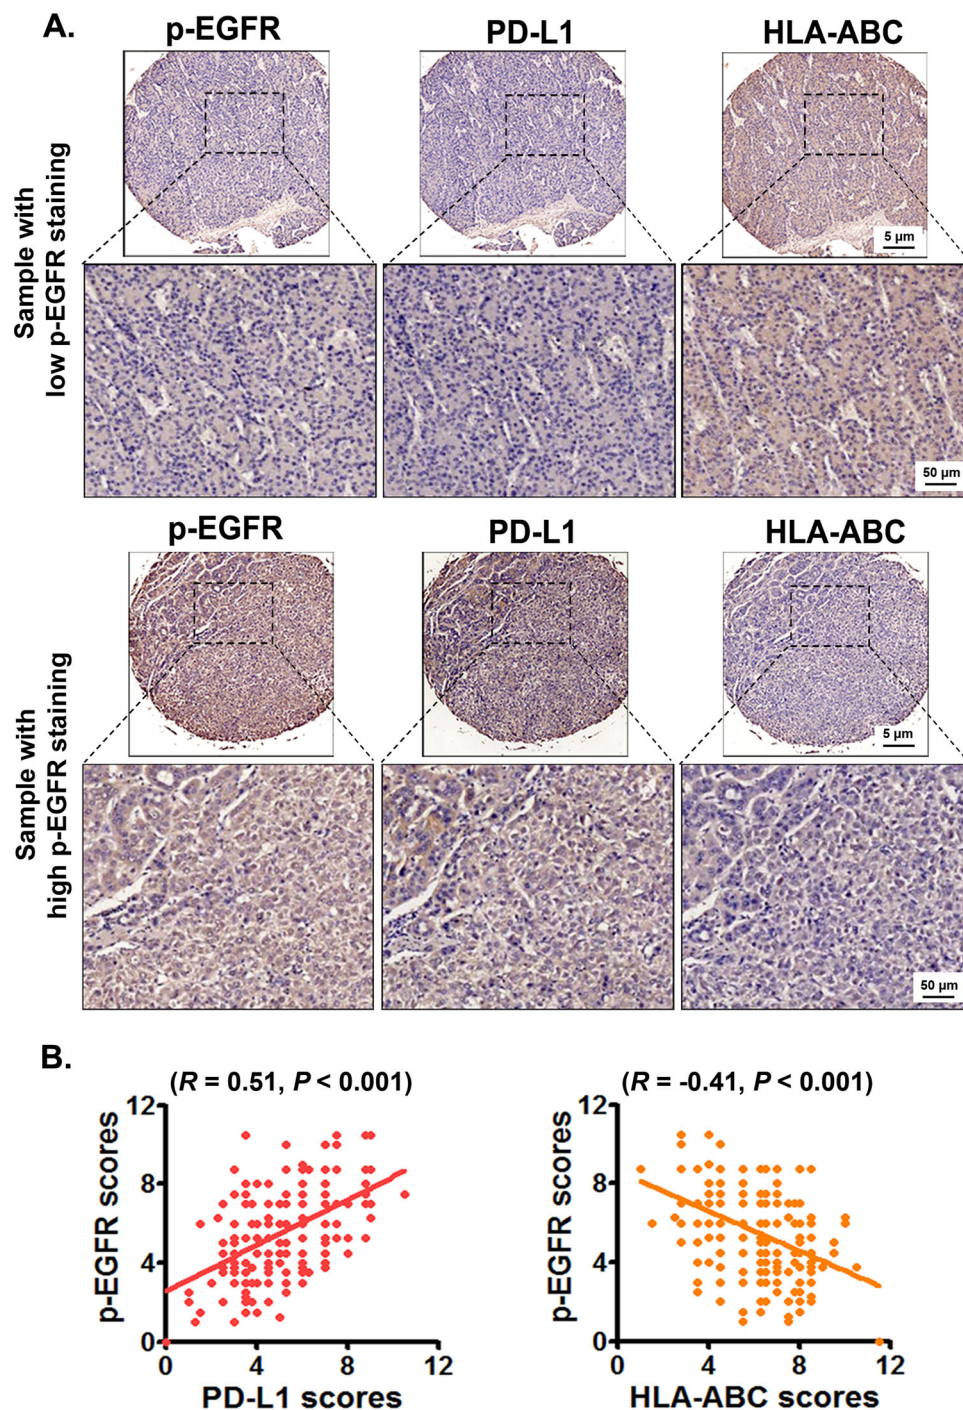 A.
p-EGFR PD-L1 HLA-ABC
Sample with
low p-EGFR staining
5 µm
50 µm
p-EGFR PD-L1 HLA-ABC
Sample with
high p-EGFR staining
5 µm
50 µm
B.
(R = 0.51, P < 0.001)
12
8
4
0
p-EGFR scores
0 4 8 12
PD-L1 scores
(R = -0.41, P < 0.001)
12
8
4
0
p-EGFR scores
0 4 8 12
HLA-ABC scores